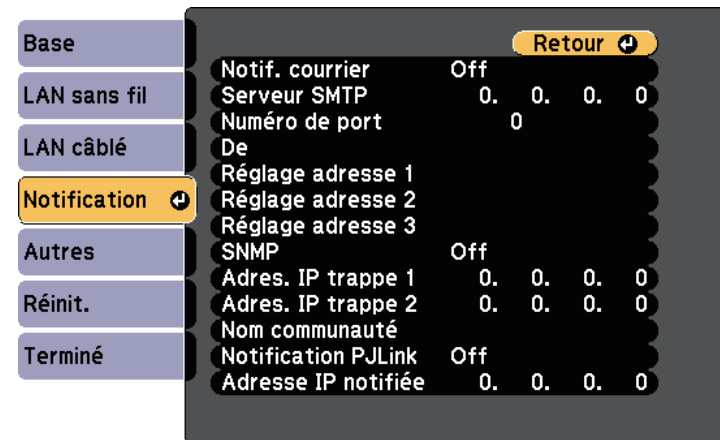 Base
LAN sans fil
LAN câblé
Notification
Autres
Réinit.
Terminé
Retour
Notif. courrier Off
Serveur SMTP 0. 0. 0. 0
Numéro de port 0
De
Réglage adresse 1
Réglage adresse 2
Réglage adresse 3
SNMP Off
Adres. IP trappe 1 0. 0. 0. 0
Adres. IP trappe 2 0. 0. 0. 0
Nom communauté
Notification PJLink Off
Adresse IP notifiée 0. 0. 0. 0